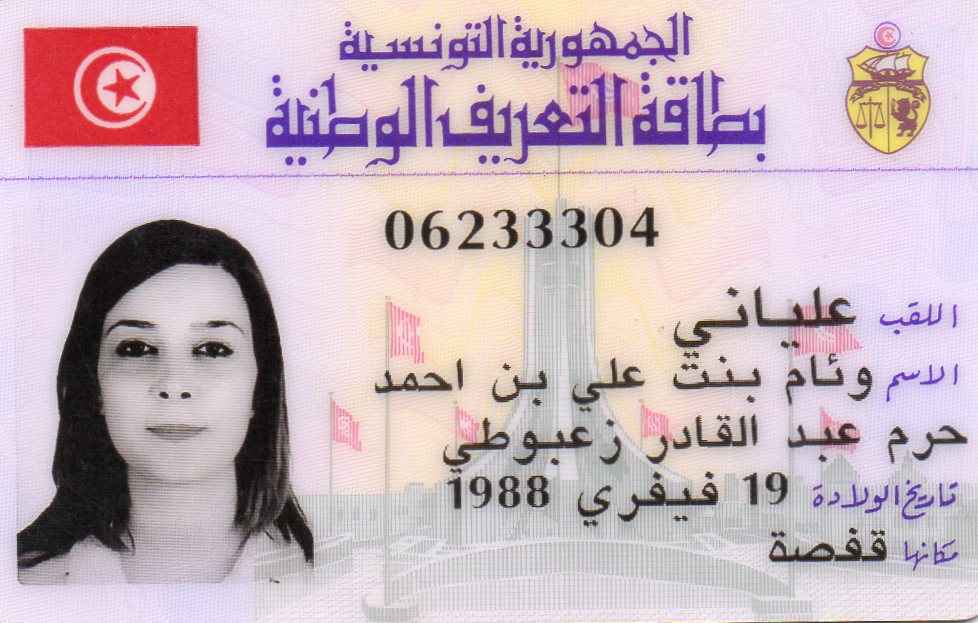 الجمهورية التونسية
بطاقة التعريف الوطنية
06233304
اللقب علياني
الاسم وئام بنت علي بن احمد
حرم عبد القادر زعبوطي
تاريخ الولادة 19 فيفري 1988
مكانها قفصة